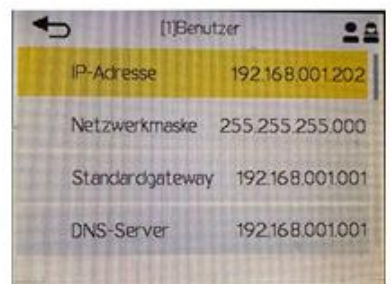 [1]Benutzer
IP-Adresse 192.168.001.202
Netzwerkmaske 255.255.255.000
Standardgateway 192.168.001.001
DNS-Server 192.168.001.001